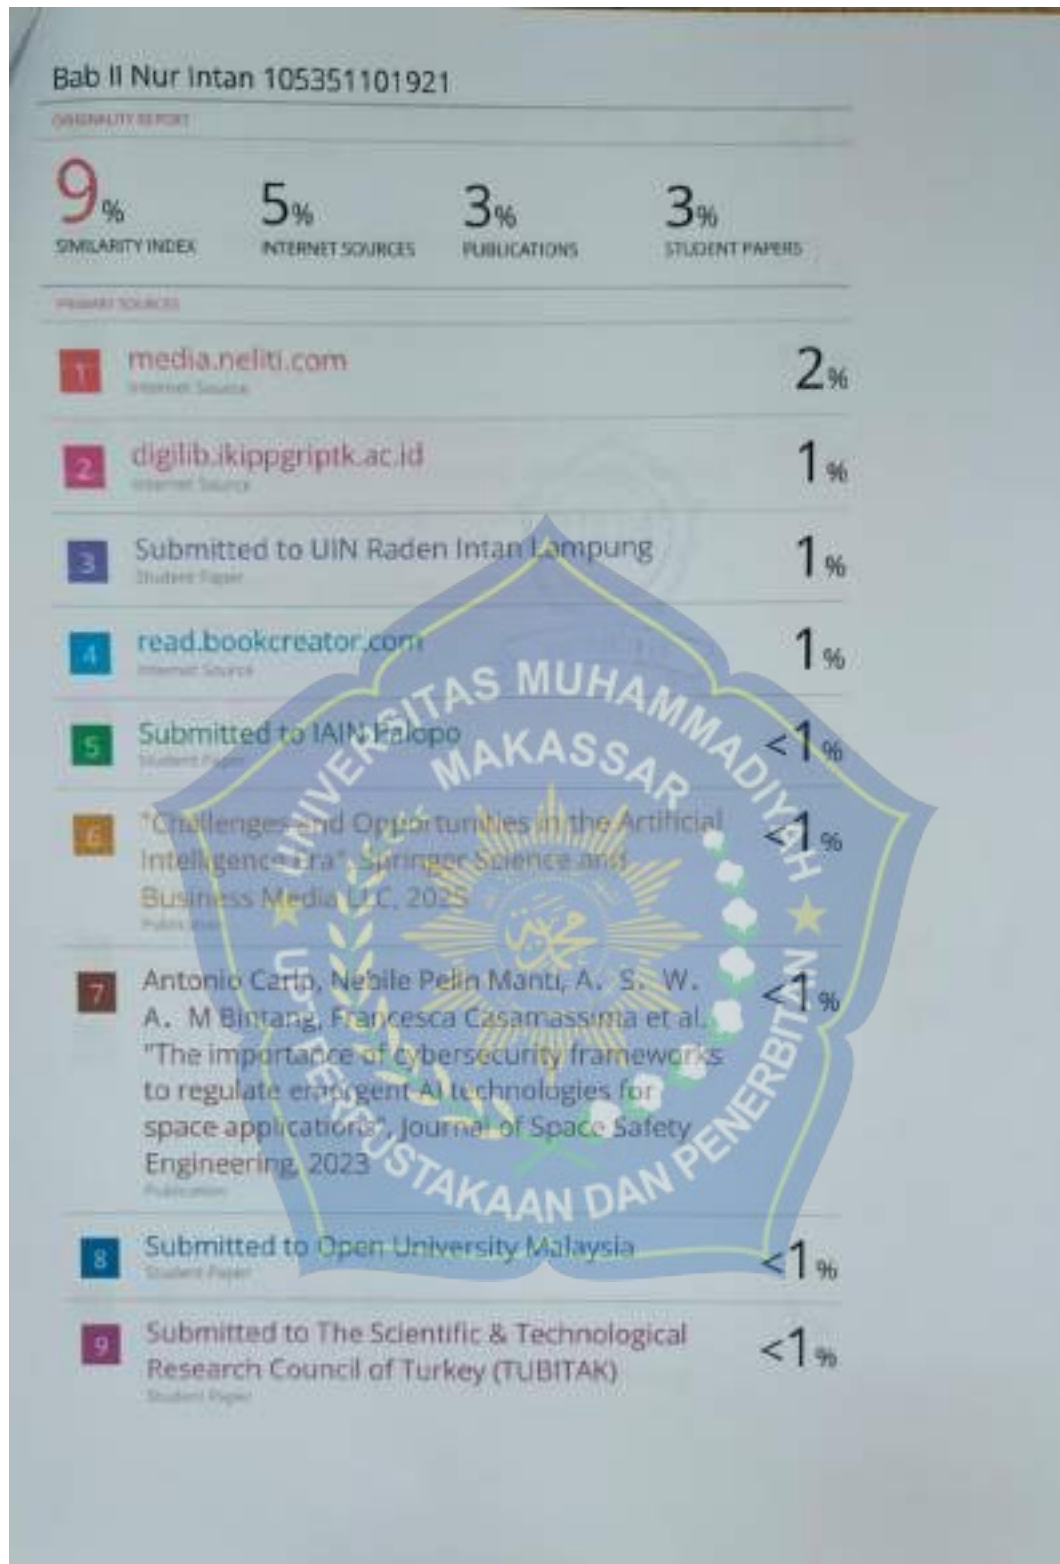 Bab II Nur Intan 105351101921
ORIGINALITY REPORT
9%
SIMILARITY INDEX
5%
INTERNET SOURCES
3%
PUBLICATIONS
3%
STUDENT PAPERS
PRIMARY SOURCES
1 media.neliti.com 2%
Internet Source
2 digilib.ikippgriptk.ac.id 1%
Internet Source
3 Submitted to UIN Raden Intan Lampung 1%
Student Paper
4 read.bookcreator.com 1%
Internet Source
5 Submitted to IAIN Palopo <1%
Student Paper
6 "Challenges and Opportunities in the Artificial <1%
Intelligence Era", Springer Science and
Business Media LLC, 2025
Publication
7 Antonio Carlo, Nebile Pelin Manti, A. S. W. <1%
A. M Bintang, Francesca Casamassima et al.
"The importance of cybersecurity frameworks
to regulate emergent AI technologies for
space applications", Journal of Space Safety
Engineering, 2023
Publication
8 Submitted to Open University Malaysia <1%
Student Paper
9 Submitted to The Scientific & Technological <1%
Research Council of Turkey (TUBITAK)
Student Paper
UNIVERSITAS MUHAMMADIYAH
MAKASSAR
UPT PERPUSTAKAAN DAN PENERBITAN